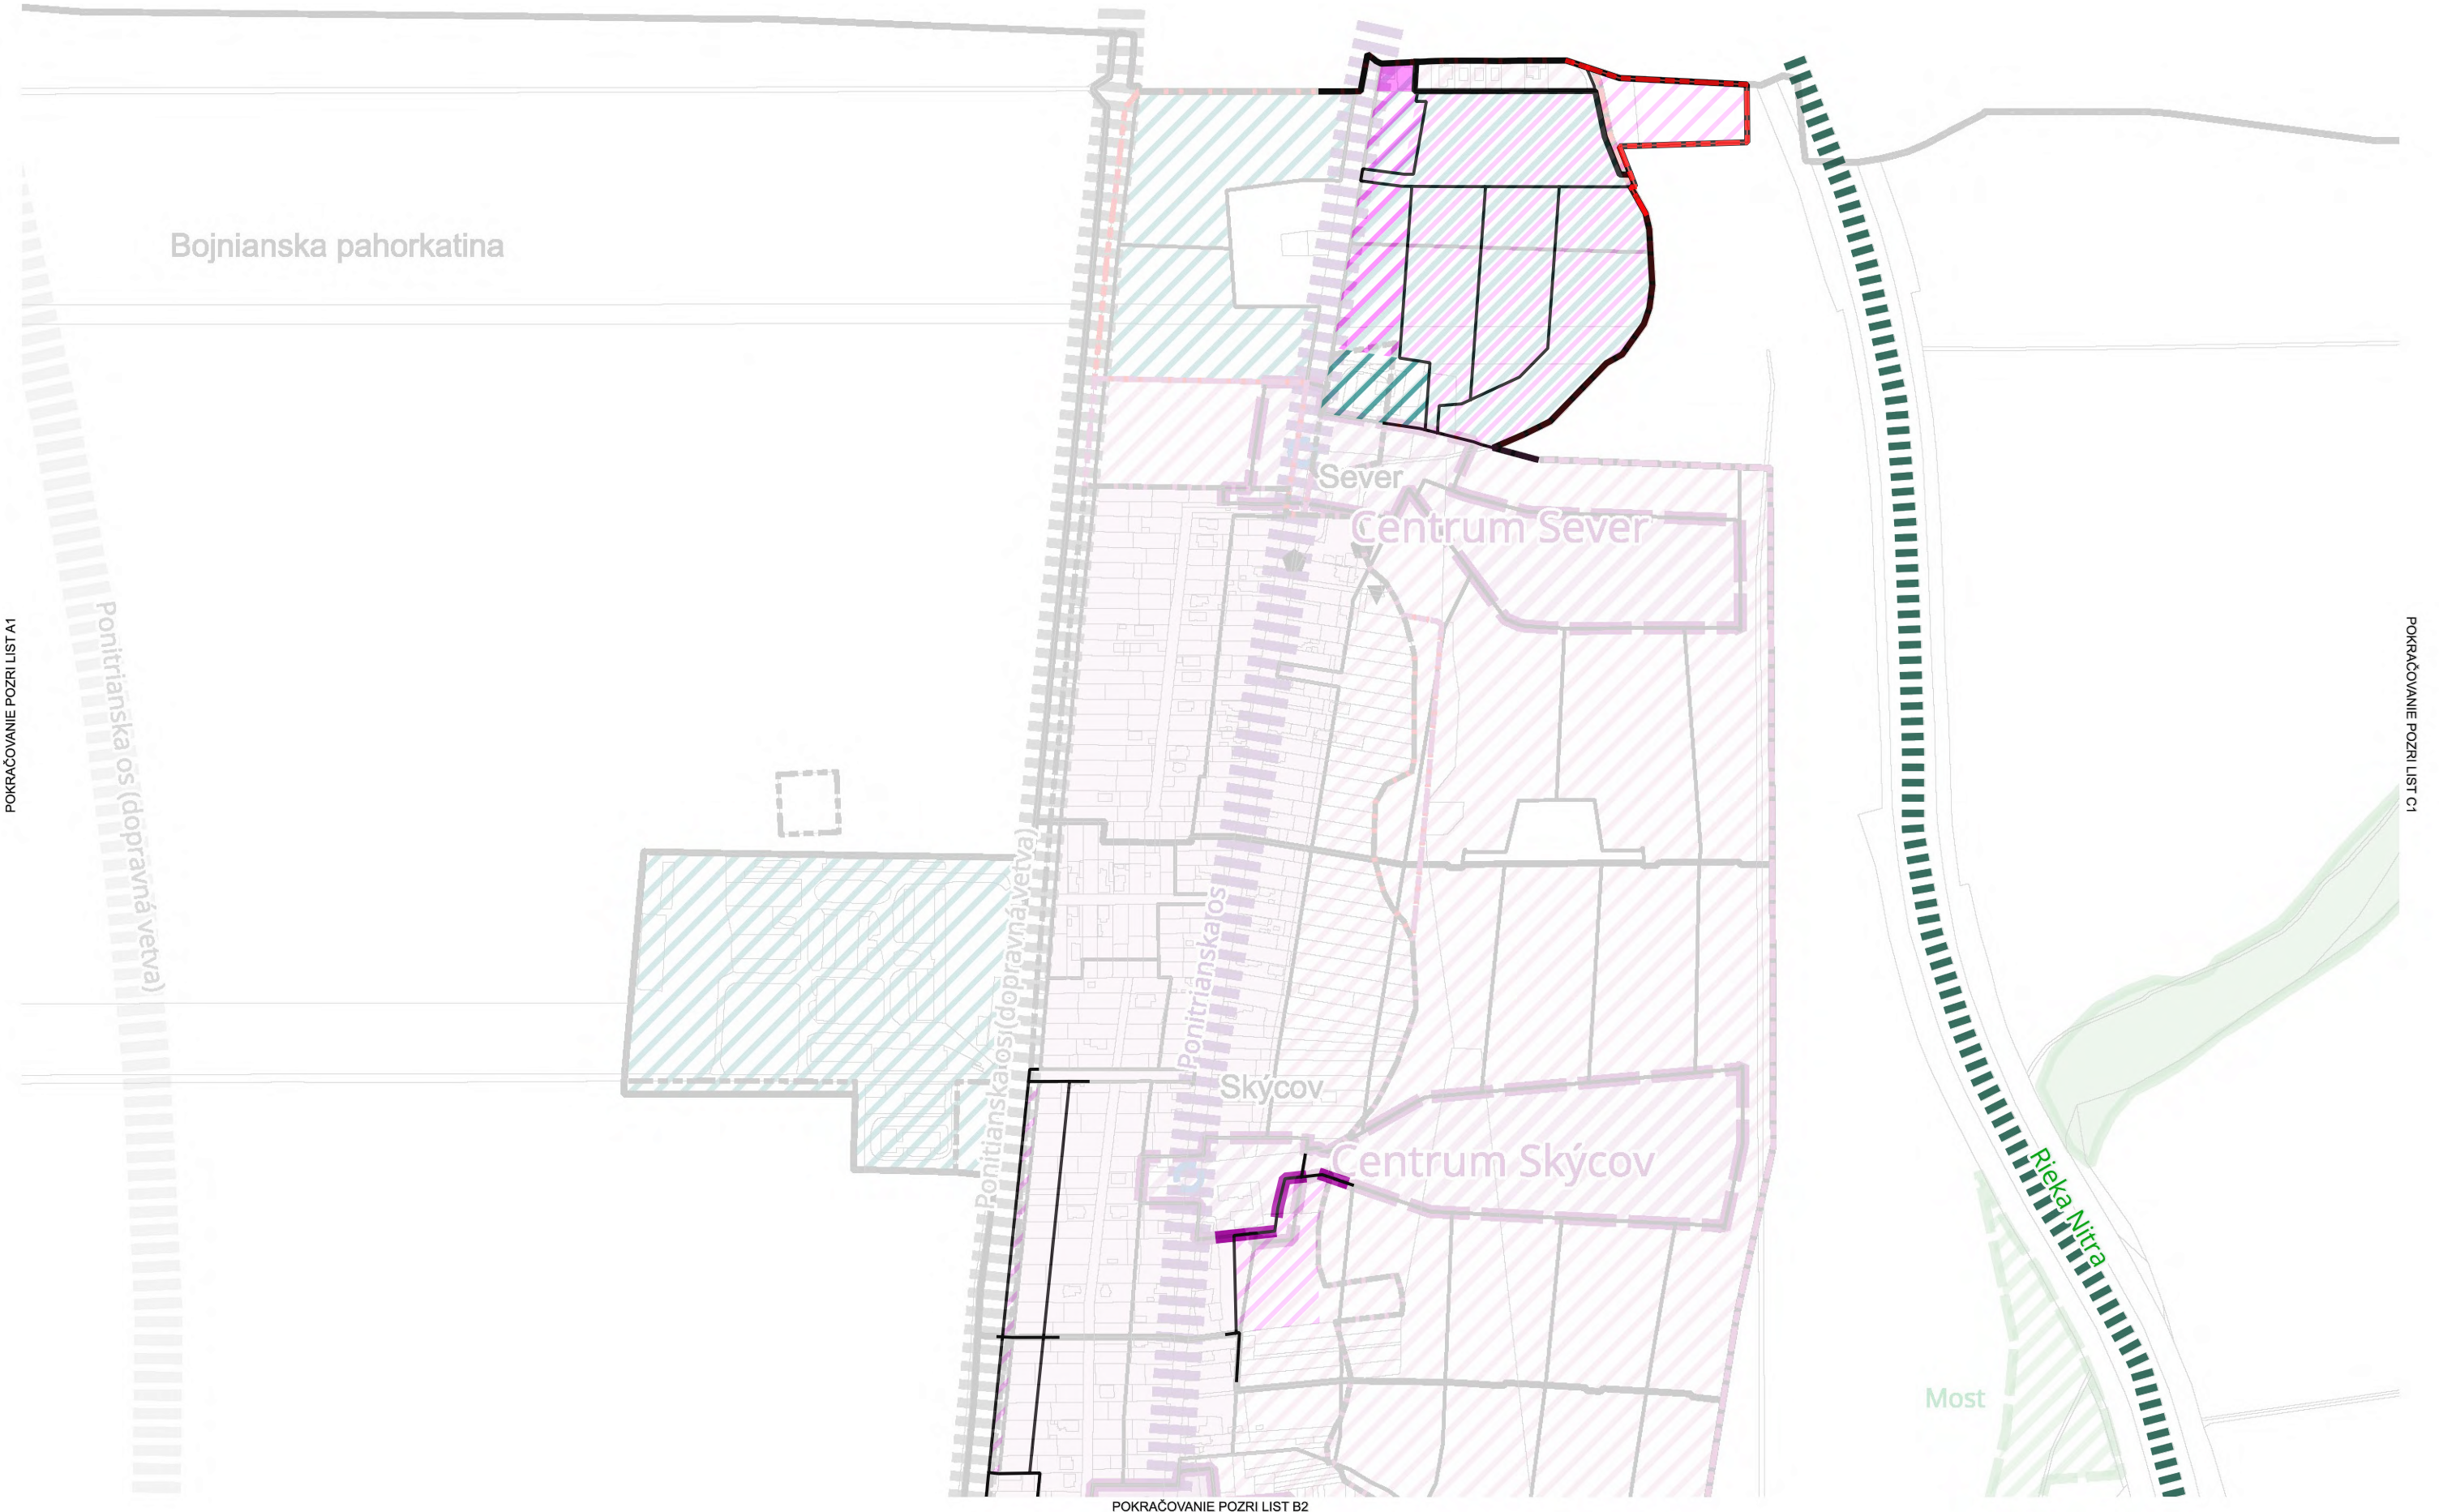 Bojnianska pahorkatina
Sever
Centrum Sever
POKRAČOVANIE POZRI LIST A1
POKRAČOVANIE POZRI LIST C1
Ponitrianska os (dopravná vetva)
Ponitrianska os (dopravná vetva)
Ponitrianska os
Skýcov
Centrum Skýcov
Rieka Nitra
Most
POKRAČOVANIE POZRI LIST B2